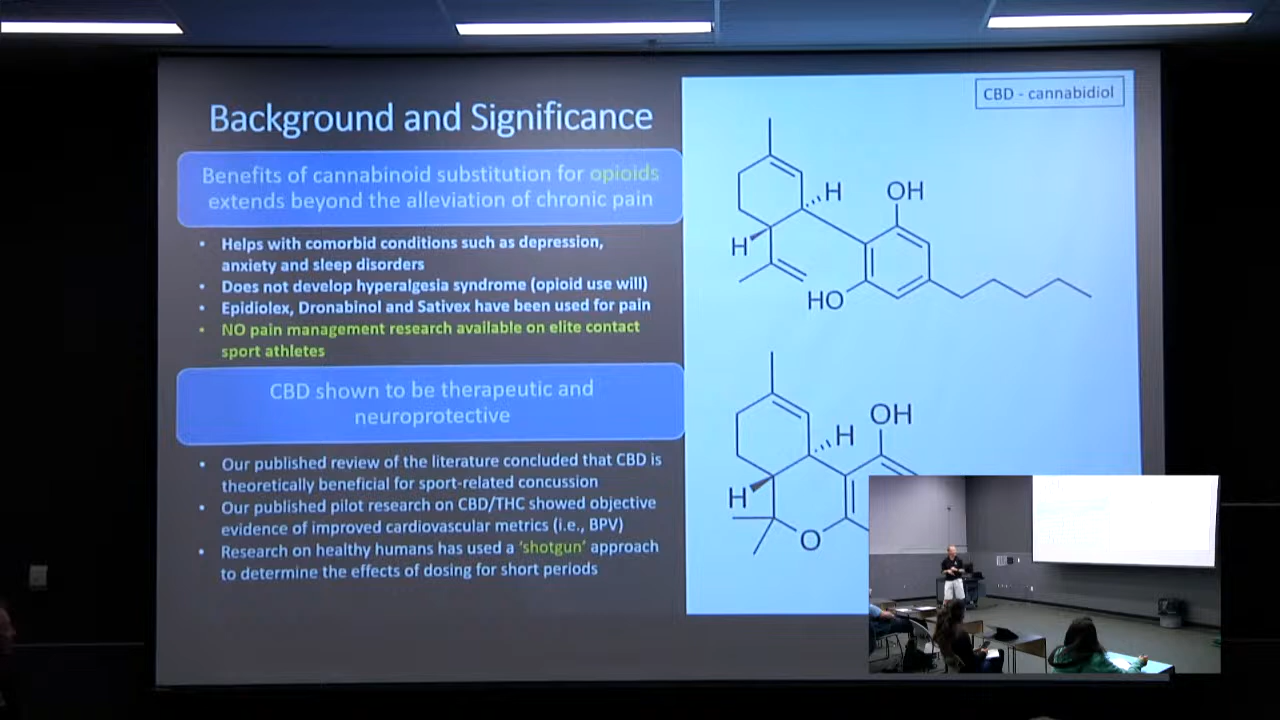 Background and Significance
Benefits of cannabinoid substitution for opioids
extends beyond the alleviation of chronic pain
• Helps with comorbid conditions such as depression,
anxiety and sleep disorders
• Does not develop hyperalgesia syndrome (opioid use will)
• Epidiolex, Dronabinol and Sativex have been used for pain
• NO pain management research available on elite contact
sport athletes
CBD shown to be therapeutic and
neuroprotective
• Our published review of the literature concluded that CBD is
theoretically beneficial for sport-related concussion
• Our published pilot research on CBD/THC showed objective
evidence of improved cardiovascular metrics (i.e., BPV)
• Research on healthy humans has used a ‘shotgun’ approach
to determine the effects of dosing for short periods
CBD - cannabidiol
H
OH
H
HO
OH
H
H
O